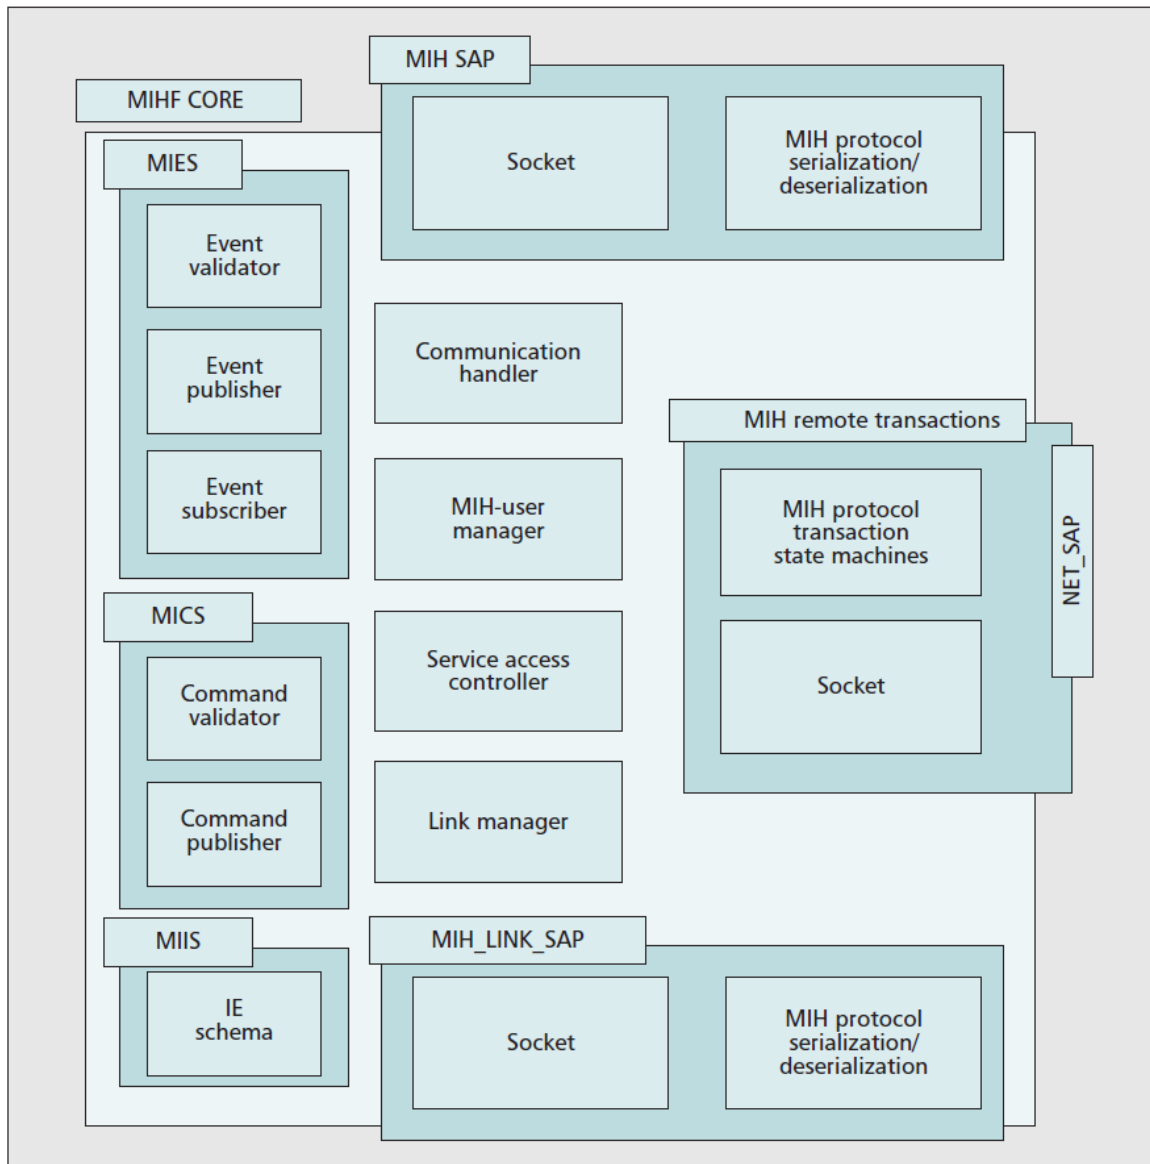 MIH SAP
MIHF CORE
Socket
MIH protocol
serialization/
deserialization
MIES
Event
validator
Event
publisher
Event
subscriber
Communication
handler
MIH-user
manager
MIH remote transactions
MIH protocol
transaction
state machines
Socket
NET_SAP
MICS
Command
validator
Command
publisher
Service access
controller
Link manager
MIIS
IE
schema
MIH_LINK_SAP
Socket
MIH protocol
serialization/
deserialization